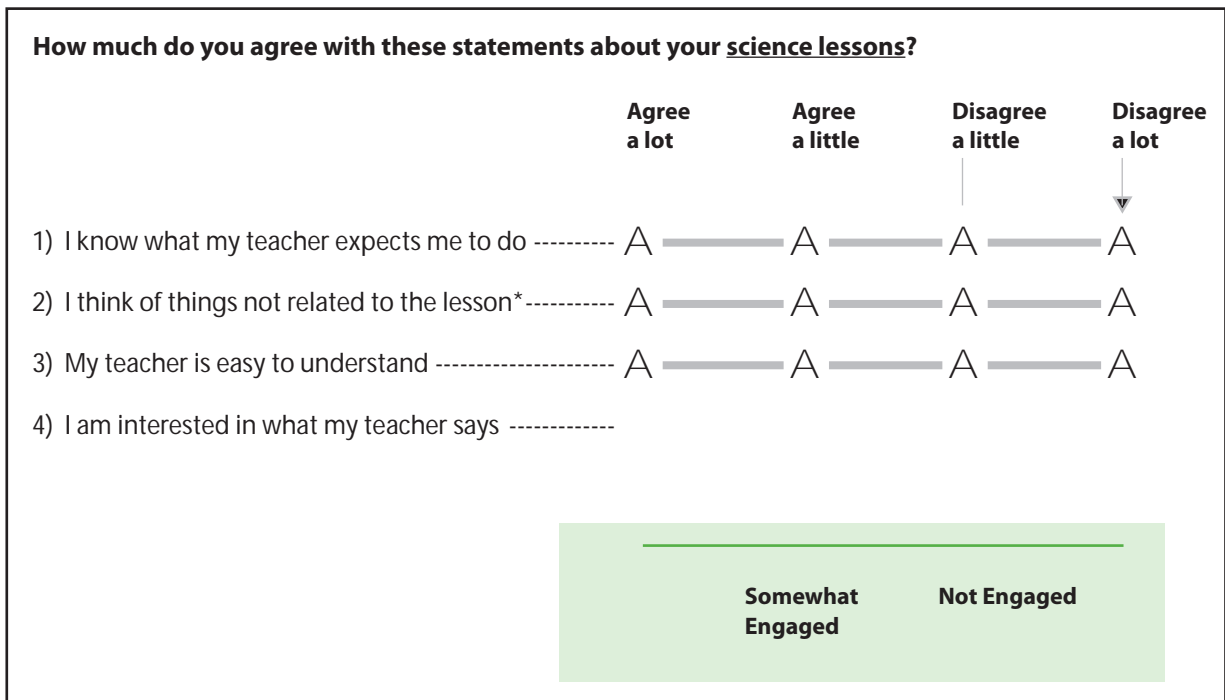 How much do you agree with these statements about your science lessons?
Agree a lot
Agree a little
Disagree a little
Disagree a lot
1) I know what my teacher expects me to do ---------- A A A A
2) I think of things not related to the lesson* ----------- A A A A
3) My teacher is easy to understand ---------------------- A A A A
4) I am interested in what my teacher says -------------
Somewhat Engaged
Not Engaged